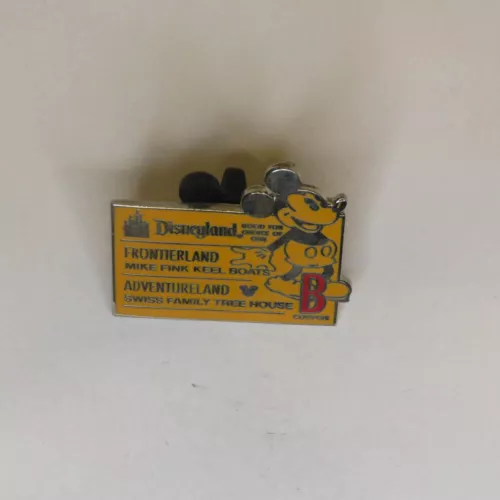 Disneyland
GOOD FOR
CHOICE OF
ONE
FRONTIERLAND
MIKE FINK KEEL BOATS
ADVENTURELAND
SWISS FAMILY TREE HOUSE
B
COUPON